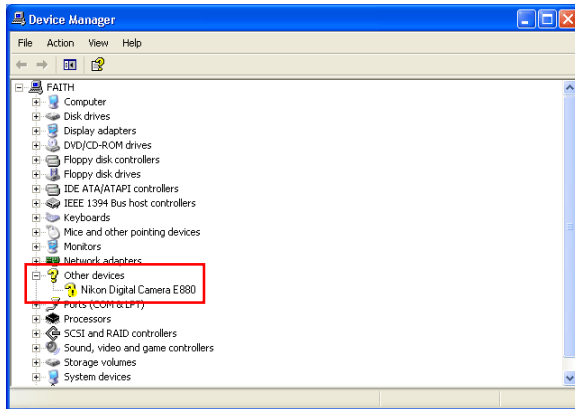 Device Manager
File Action View Help
FAITH
Computer
Disk drives
Display adapters
DVD/CD-ROM drives
Floppy disk controllers
Floppy disk drives
IDE ATA/ATAPI controllers
IEEE 1394 Bus host controllers
Keyboards
Mice and other pointing devices
Monitors
Network adapters
Other devices
Nikon Digital Camera E880
Ports (COM & LPT)
Processors
SCSI and RAID controllers
Sound, video and game controllers
Storage volumes
System devices